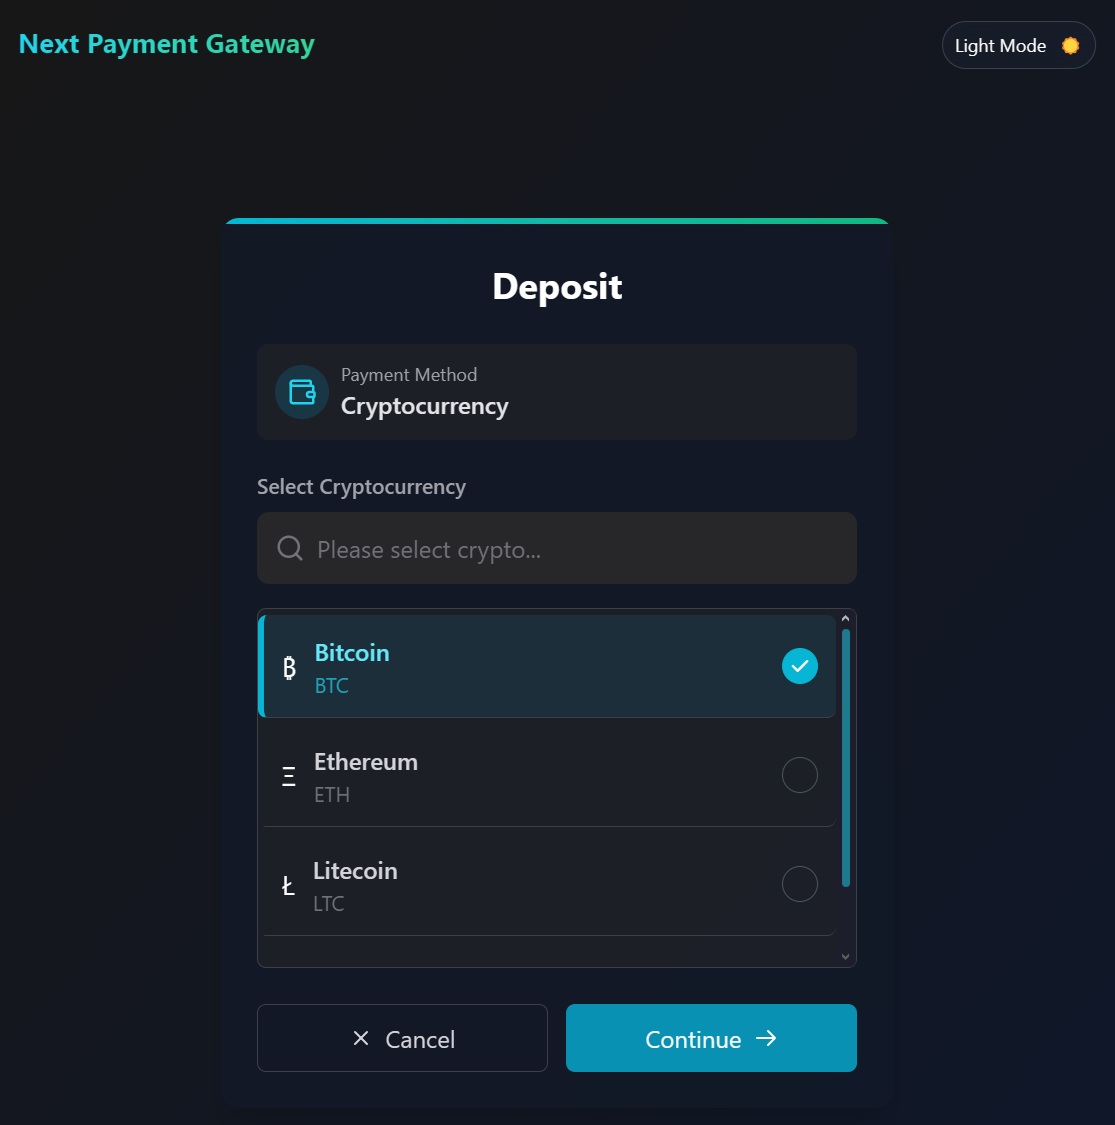 Next Payment Gateway
Light Mode
Deposit
Payment Method
Cryptocurrency
Select Cryptocurrency
Please select crypto...
₿
Bitcoin
BTC
Ξ
Ethereum
ETH
Ł
Litecoin
LTC
Cancel
Continue